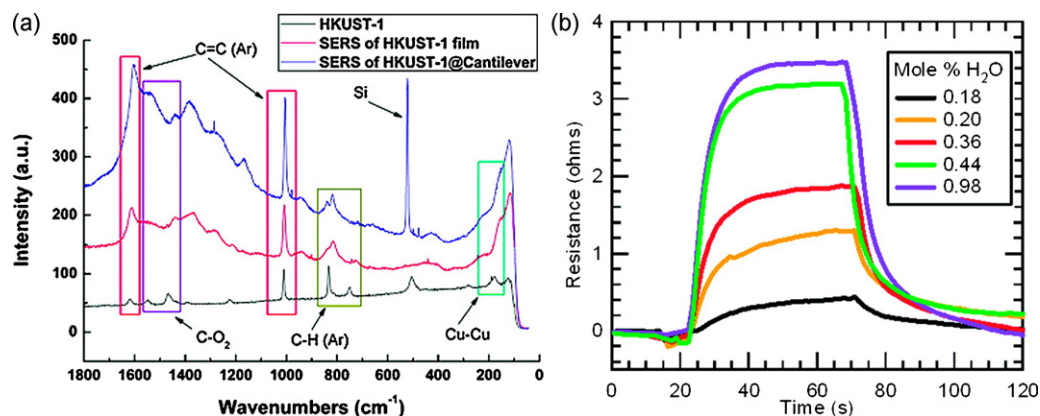 (a)
500
400
300
200
100
0
Intensity (a.u.)
C=C (Ar)
HKUST-1
SERS of HKUST-1 film
SERS of HKUST-1@Cantilever
Si
C-O2
C-H (Ar)
Cu-Cu
1800 1600 1400 1200 1000 800 600 400 200 0
Wavenumbers (cm-1)
(b)
4
3
2
1
0
Resistance (ohms)
Mole % H2O
0.18
0.20
0.36
0.44
0.98
0 20 40 60 80 100 120
Time (s)